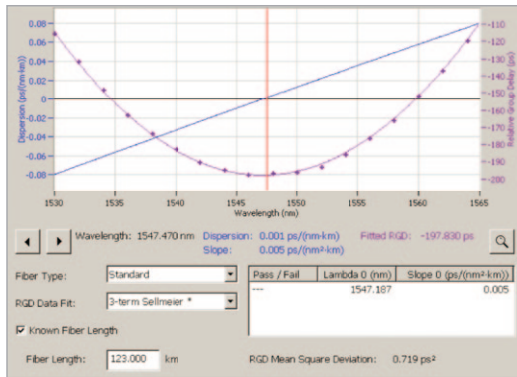 0.08
0.06
0.04
0.02
0
-0.02
-0.04
-0.06
-0.08
Dispersion (ps/(nm·km))
-110
-120
-130
-140
-150
-160
-170
-180
-190
-200
Relative Group Delay (ps)
1530 1535 1540 1545 1550 1555 1560 1565
Wavelength (nm)
Wavelength: 1547.470 nm Dispersion: 0.001 ps/(nm·km) Fitted RGD: -197.830 ps
Slope: 0.005 ps/(nm²·km)
Fiber Type: Standard
RGD Data Fit: 3-term Sellmeier *
Known Fiber Length
Fiber Length: 123.000 km
Pass / Fail Lambda 0 (nm) Slope 0 (ps/(nm²·km))
--- 1547.187 0.005
RGD Mean Square Deviation: 0.719 ps²